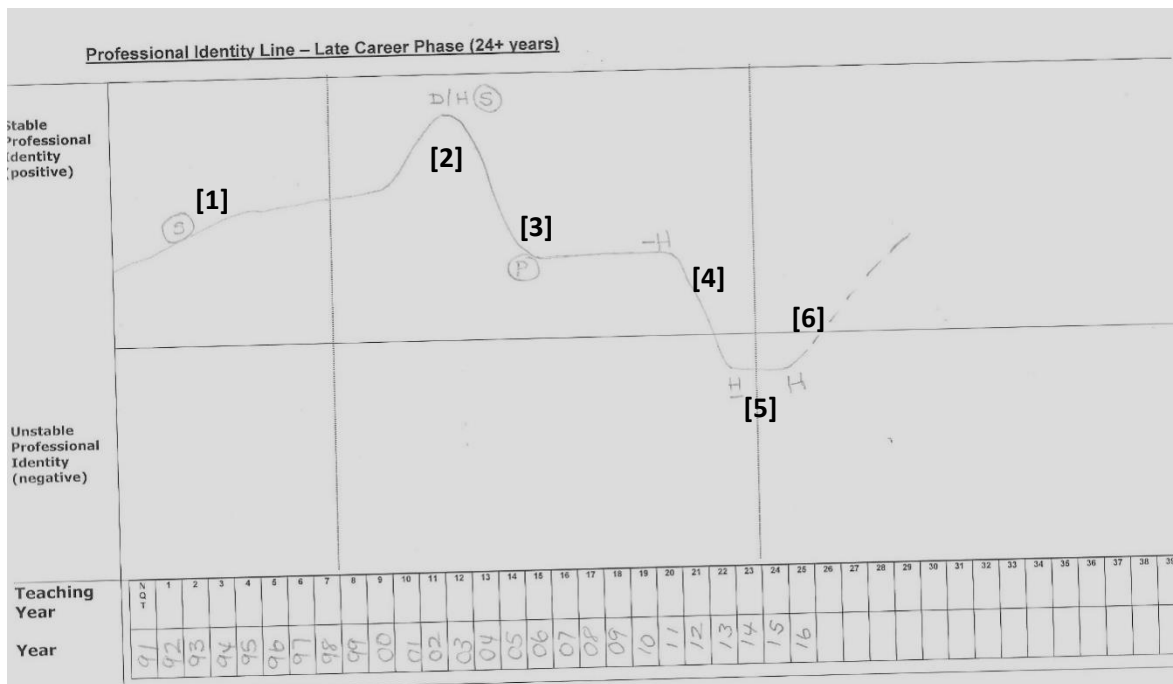 Professional Identity Line – Late Career Phase (24+ years)
D/H (S)
Stable
Professional
Identity
(positive)
[2]
[1]
(S)
[3]
(P)
–H
[4]
[6]
H H
[5]
Unstable
Professional
Identity
(negative)
Teaching
Year
NQT 1 2 3 4 5 6 7 8 9 10 11 12 13 14 15 16 17 18 19 20 21 22 23 24 25 26 27 28 29 30 31 32 33 34 35 36 37 38 39
Year
91 92 93 94 95 96 97 98 99 00 01 02 03 04 05 06 07 08 09 10 11 12 13 14 15 16